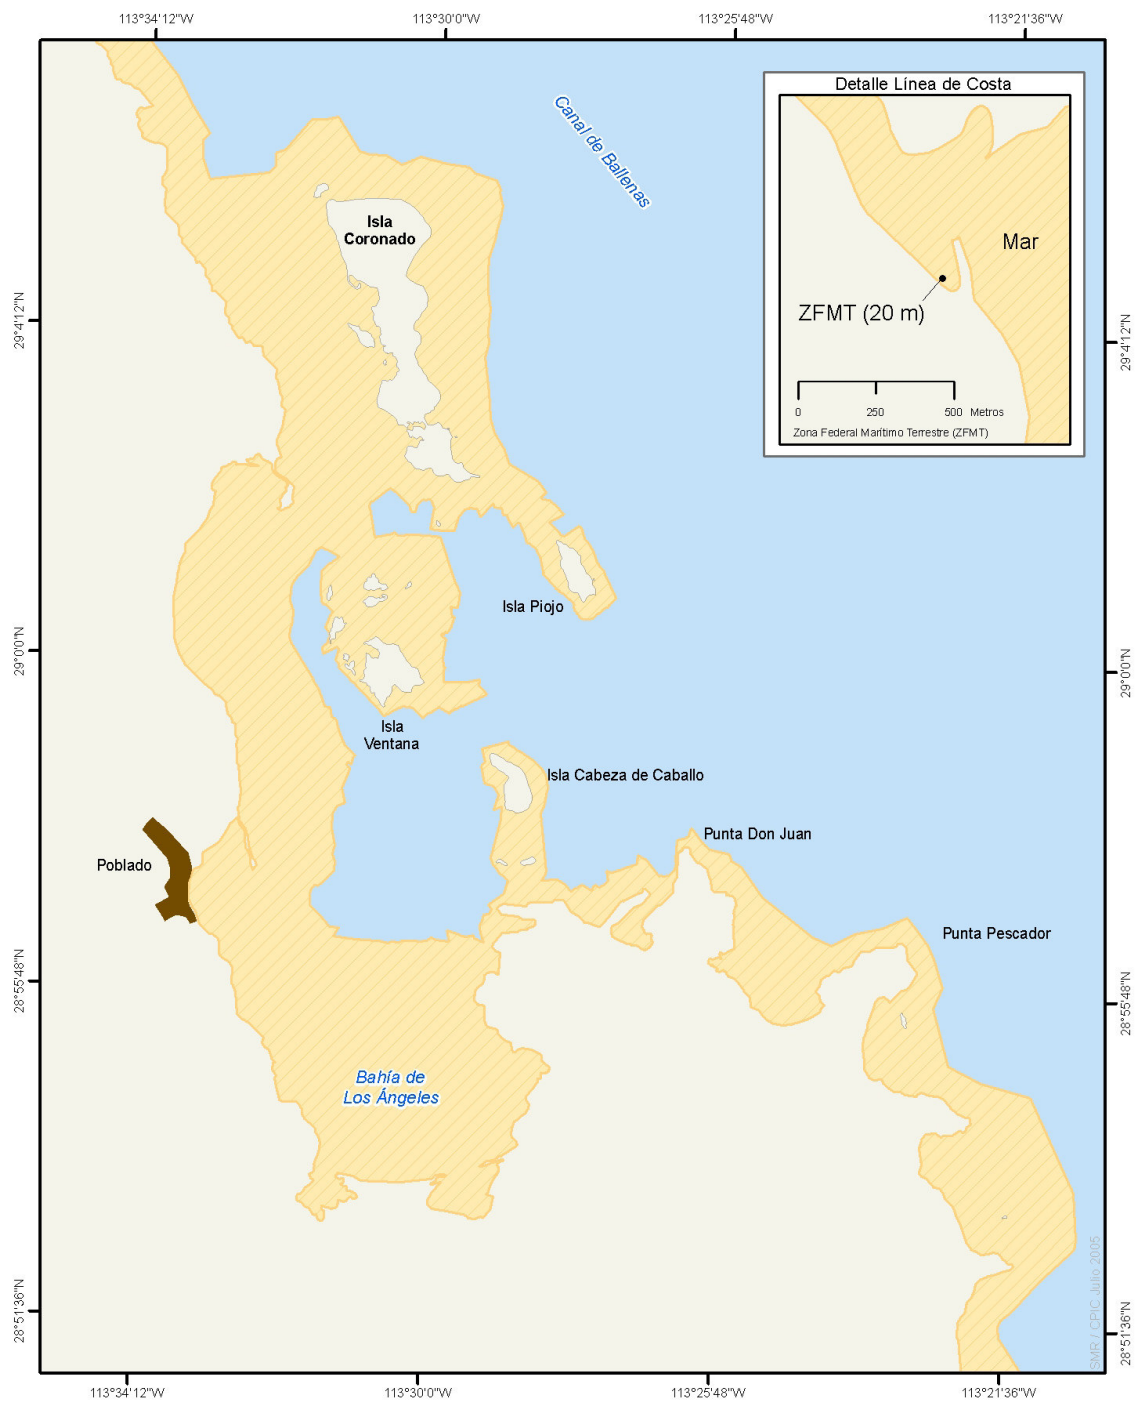 113°34'12"W
113°30'0"W
113°25'48"W
113°21'36"W
Detalle Línea de Costa
Mar
ZFMT (20 m)
0
250
500
Metros
Zona Federal Marítimo Terrestre (ZFMT)
Canal de Ballenas
Isla
Coronado
29°4'12"N
29°4'12"N
Isla Piojo
29°0'0"N
29°0'0"N
Isla
Ventana
Isla Cabeza de Caballo
Punta Don Juan
Poblado
Punta Pescador
28°55'48"N
28°55'48"N
Bahía de
Los Ángeles
28°51'36"N
28°51'36"N
SMR / CPIC Julio 2005
113°34'12"W
113°30'0"W
113°25'48"W
113°21'36"W